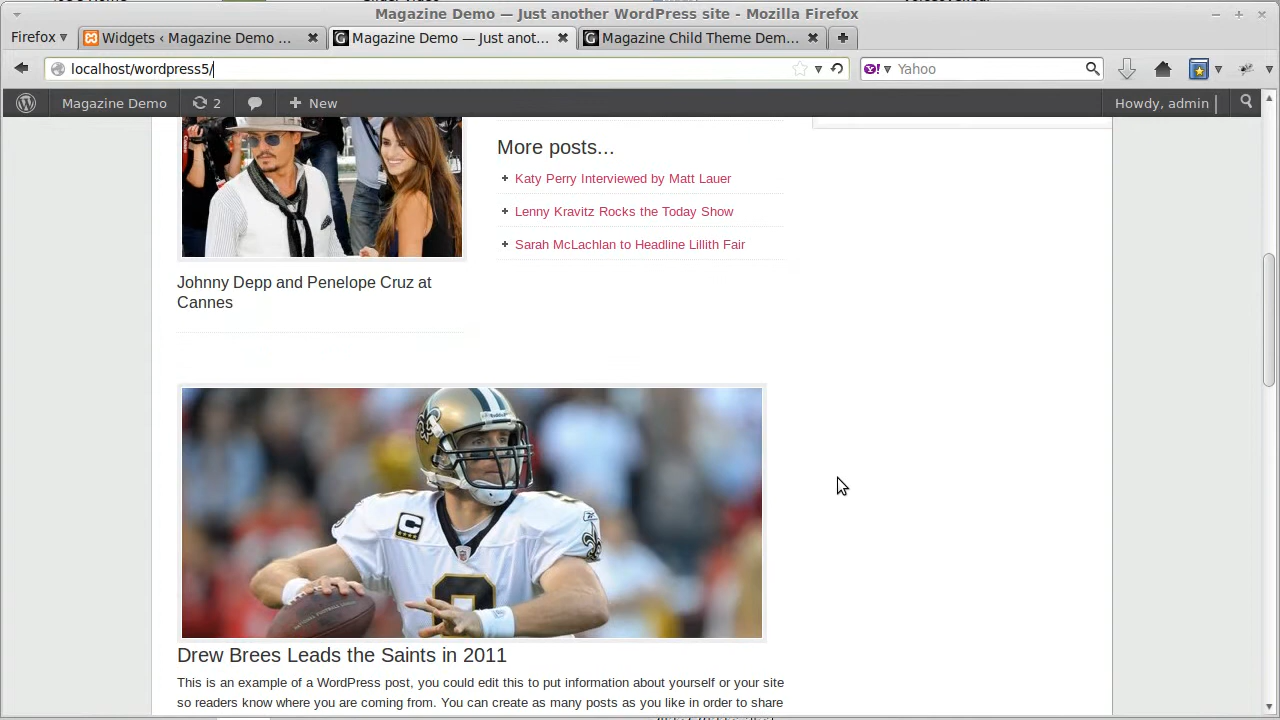 Magazine Demo — Just another WordPress site - Mozilla Firefox
Firefox
Widgets ‹ Magazine Demo ...
Magazine Demo — Just anot...
Magazine Child Theme Dem...
localhost/wordpress5/
Yahoo
Magazine Demo
2
New
Howdy, admin
More posts...
Katy Perry Interviewed by Matt Lauer
Lenny Kravitz Rocks the Today Show
Sarah McLachlan to Headline Lillith Fair
Johnny Depp and Penelope Cruz at
Cannes
C
Drew Brees Leads the Saints in 2011
This is an example of a WordPress post, you could edit this to put information about yourself or your site
so readers know where you are coming from. You can create as many posts as you like in order to share